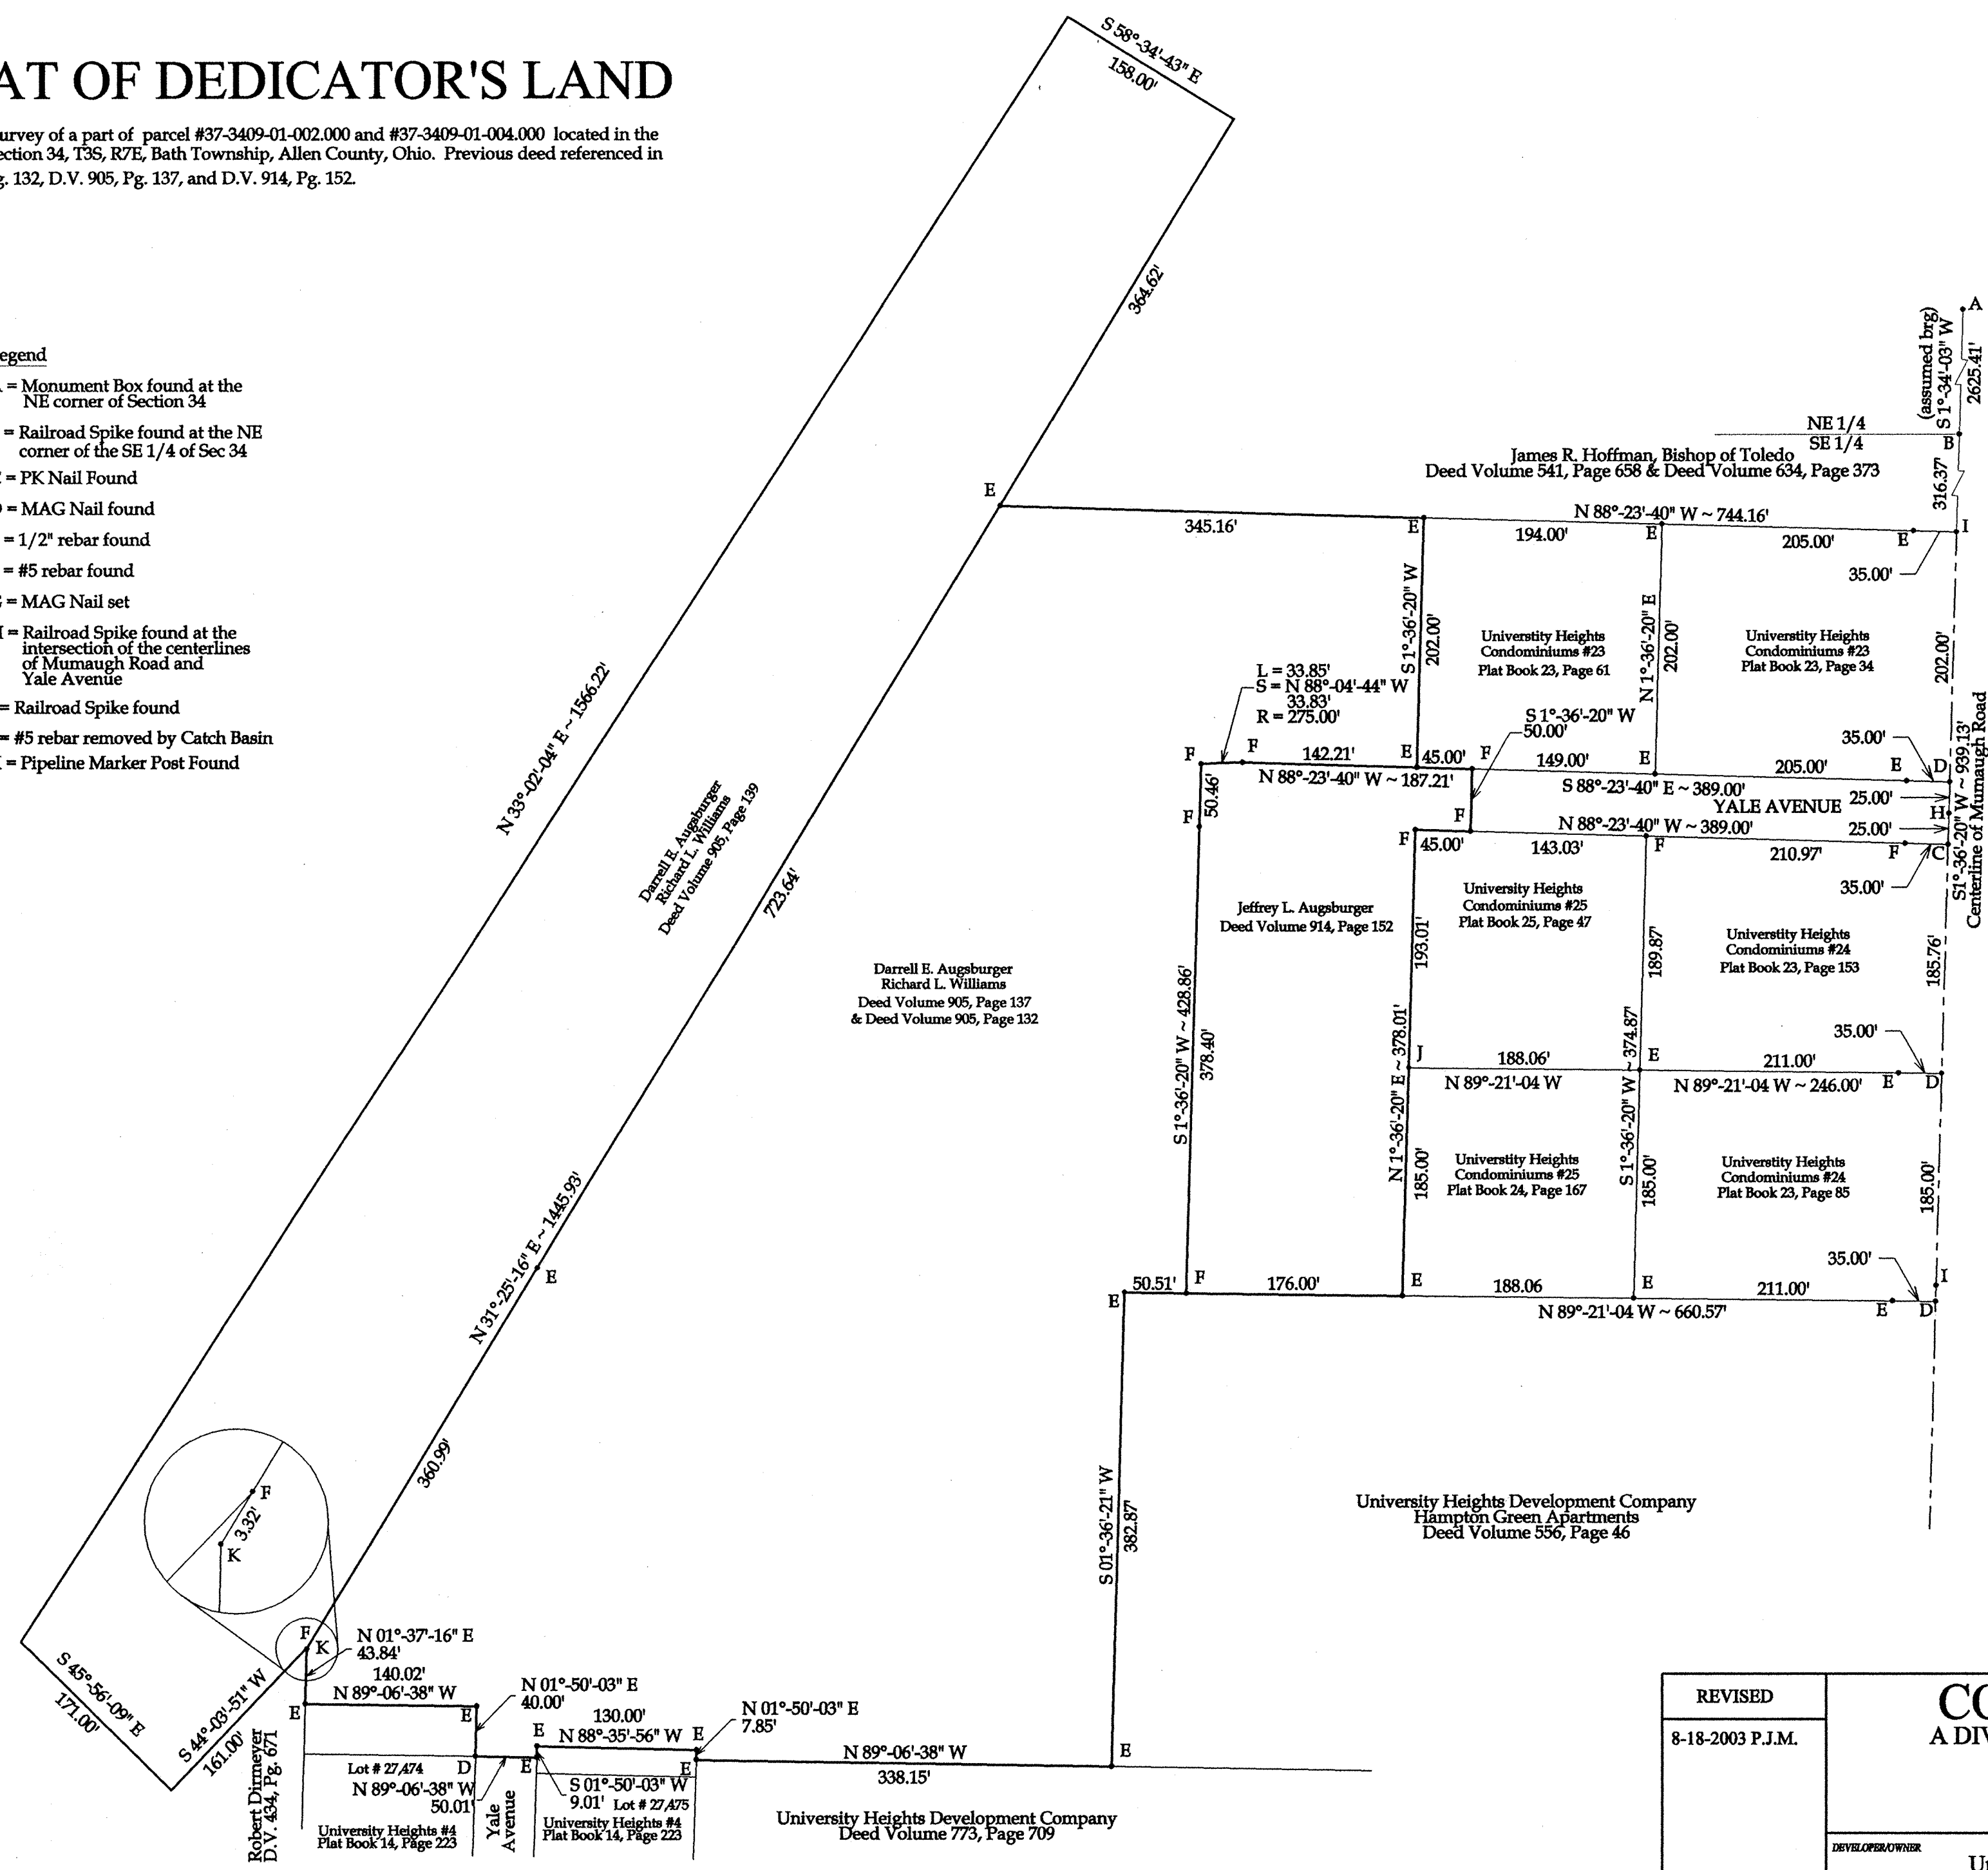 AT OF DEDICATOR'S LAND
urvey of a part of parcel #37-3409-01-002.000 and #37-3409-01-004.000 located in the
ection 34, T3S, R7E, Bath Township, Allen County, Ohio. Previous deed referenced in
g. 132, D.V. 905, Pg. 137, and D.V. 914, Pg. 152.
egend
= Monument Box found at the
NE corner of Section 34
= Railroad Spike found at the NE
corner of the SE 1/4 of Sec 34
= PK Nail Found
= MAG Nail found
= 1/2" rebar found
= #5 rebar found
= MAG Nail set
= Railroad Spike found at the
intersection of the centerlines
of Mumaugh Road and
Yale Avenue
= Railroad Spike found
= #5 rebar removed by Catch Basin
= Pipeline Marker Post Found
S 58°-34'-43" E
158.00'
364.62'
N 33°-02'-04" E ~ 1566.22'
Darrell E. Augsburger
Richard L. Williams
Deed Volume 905, Page 139
723.64'
N 31°-25'-16" E ~ 1445.93'
E
360.99'
F
3.32'
K
F
K
S 45°-56'-09" E
171.00'
S 44°-03'-51" W
161.00'
A
(assumed brg)
S 1°-34'-03" W
2625.41'
NE 1/4
SE 1/4
B
316.37'
James R. Hoffman, Bishop of Toledo
Deed Volume 541, Page 658 & Deed Volume 634, Page 373
E
345.16'
E
N 88°-23'-40" W ~ 744.16'
194.00'
E
205.00'
E
I
35.00'
S 1°-36'-20" W
202.00'
Universtity Heights
Condominiums #23
Plat Book 23, Page 61
N 1°-36'-20" E
202.00'
Universtity Heights
Condominiums #23
Plat Book 23, Page 34
202.00'
L = 33.85'
S = N 88°-04'-44" W
33.83'
R = 275.00'
S 1°-36'-20" W
50.00'
F
F
142.21'
E
45.00'
F
149.00'
E
205.00'
35.00'
E
D
N 88°-23'-40" W ~ 187.21'
S 88°-23'-40" E ~ 389.00'
YALE AVENUE
25.00'
H
25.00'
50.46'
F
F
F
N 88°-23'-40" W ~ 389.00'
45.00'
143.03'
F
210.97'
F
C
35.00'
S1°-36'-20" W ~ 939.13'
Centerline of Mumaugh Road
Jeffrey L. Augsburger
Deed Volume 914, Page 152
University Heights
Condominiums #25
Plat Book 25, Page 47
193.01'
189.87'
Universtity Heights
Condominiums #24
Plat Book 23, Page 153
185.76'
Darrell E. Augsburger
Richard L. Williams
Deed Volume 905, Page 137
& Deed Volume 905, Page 132
S 1°-36'-20" W ~ 428.86'
378.40'
N 1°-36'-20" E ~ 378.01'
J
188.06'
N 89°-21'-04 W
S 1°-36'-20" W ~ 374.87'
E
211.00'
35.00'
N 89°-21'-04 W ~ 246.00'
E
D
185.00'
Universtity Heights
Condominiums #25
Plat Book 24, Page 167
185.00'
Universtity Heights
Condominiums #24
Plat Book 23, Page 85
185.00'
35.00'
I
E
50.51'
F
176.00'
E
188.06
E
211.00'
E
D
N 89°-21'-04 W ~ 660.57'
S 01°-36'-21" W
382.87'
University Heights Development Company
Hampton Green Apartments
Deed Volume 556, Page 46
N 01°-37'-16" E
43.84'
140.02'
N 89°-06'-38" W
E
E
N 01°-50'-03" E
40.00'
130.00'
E
N 88°-35'-56" W
E
N 01°-50'-03" E
7.85'
N 89°-06'-38" W
338.15'
E
Lot # 27,474
D
E
E
N 89°-06'-38" W
50.01'
S 01°-50'-03" W
9.01'
Lot # 27,475
Robert Dirmeyer
D.V. 434, Pg. 671
University Heights #4
Plat Book 14, Page 223
Yale
Avenue
University Heights #4
Plat Book 14, Page 223
University Heights Development Company
Deed Volume 773, Page 709
REVISED
8-18-2003 P.J.M.
CO
A DI
DEVELOPER/OWNER